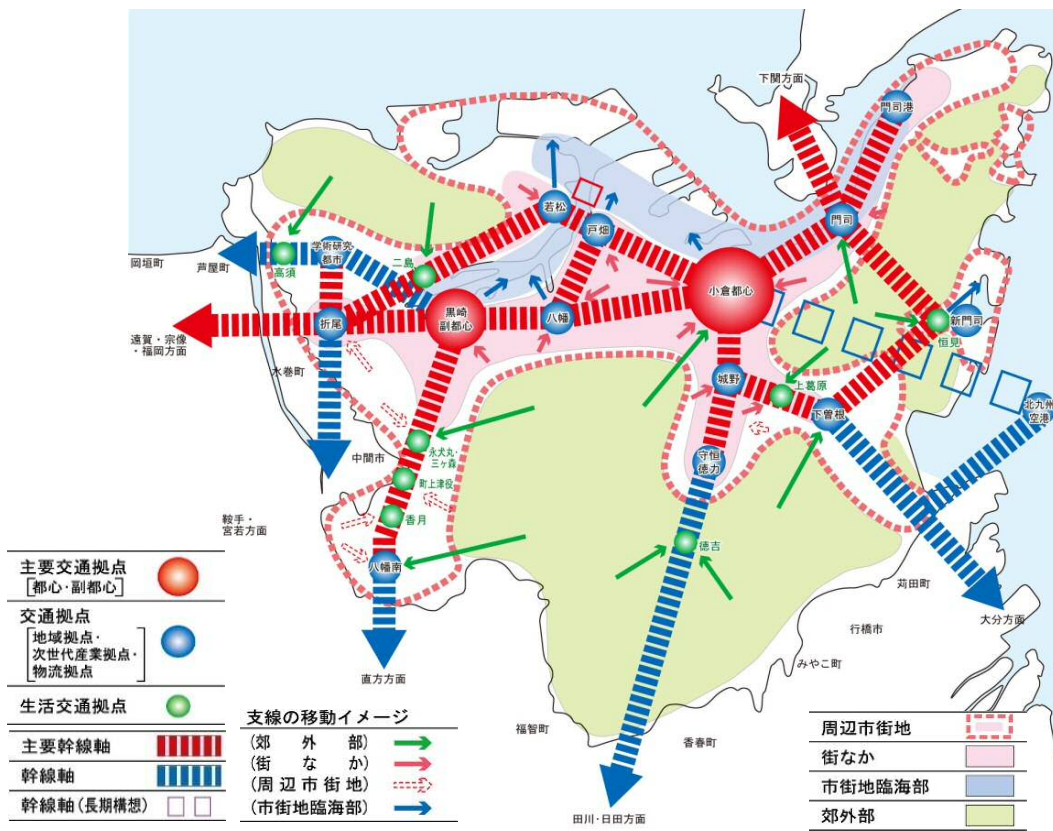 下関方面
門司港
若松
戸畑
門司
岡垣町
芦屋町
高須
学術研究
都市
二島
小倉都心
黒崎
副都心
八幡
折尾
新門司
恒見
遠賀・宗像
・福岡方面
水巻町
城野
上葛原
下曽根
北九州
空港
永犬丸・
三ヶ森
守恒
徳力
中間市
町上津役
香月
鞍手・
宮若方面
八幡南
徳吉
苅田町
大分方面
行橋市
みやこ町
直方方面
福智町
香春町
田川・日田方面
主要交通拠点
[都心・副都心]
交通拠点
[地域拠点・
次世代産業拠点・
物流拠点]
生活交通拠点
主要幹線軸
幹線軸
幹線軸(長期構想)
支線の移動イメージ
(郊外部)
(街なか)
(周辺市街地)
(市街地臨海部)
周辺市街地
街なか
市街地臨海部
郊外部